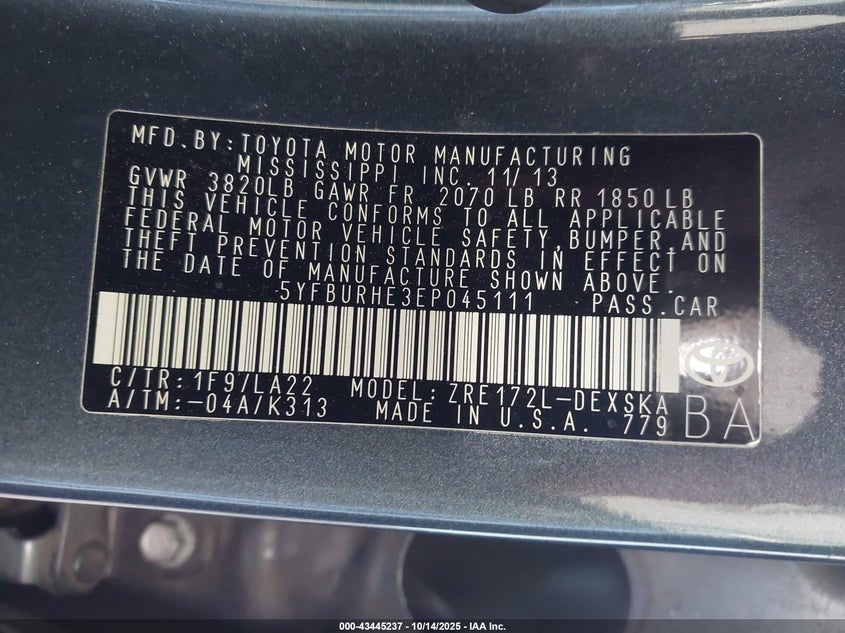 MFD.BY:TOYOTA MOTOR MANUFACTURING
MISSISSIPPI INC. 11/13
GVWR 3820LB GAWR FR 2070 LB RR 1850 LB
THIS VEHICLE CONFORMS TO ALL APPLICABLE
FEDERAL MOTOR VEHICLE SAFETY,BUMPER,AND
THEFT PREVENTION STANDARDS IN EFFECT ON
THE DATE OF MANUFACTURE SHOWN ABOVE.
5YFBURHE3EP045111 PASS.CAR
C/TR:1F9/LA22 MODEL:ZRE172L-DEXSKA
A/TM:-04A/K313 MADE IN U.S.A. 779 BA
000-43445237 | 10/14/2025 | IAA Inc.